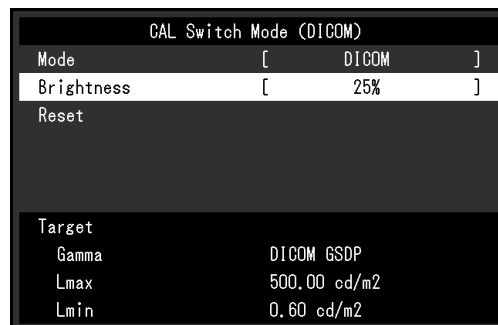 CAL Switch Mode (DICOM)
Mode [ DICOM ]
Brightness [ 25% ]
Reset
Target
Gamma DICOM GSDP
Lmax 500.00 cd/m2
Lmin 0.60 cd/m2